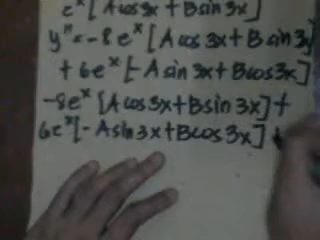 e^x [Acos3x+Bsin3x]
y"=-8e^x [Acos3x+Bsin3x]
+6e^x [-Asin3x+Bcos3x]
-8e^x [Acos3x+Bsin3x] +
6e^x [-Asin3x+Bcos3x]